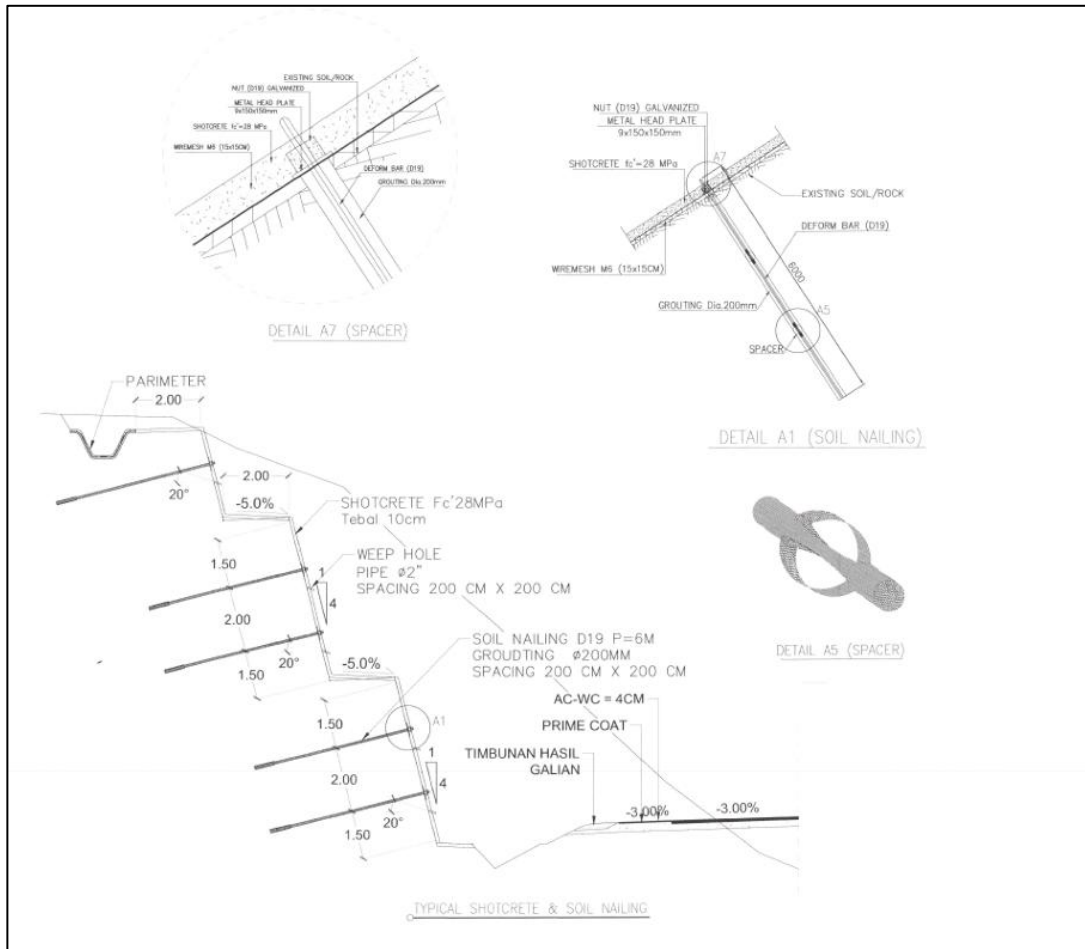 EXISTING SOIL/ROCK
NUT (D19) GALVANIZED
METAL HEAD PLATE
9x150x150mm
SHOTCRETE fc'=28 MPa
WIREMESH M6 (15x15CM)
DEFORM BAR (D19)
GROUTING Dia.200mm
DETAIL A7 (SPACER)
NUT (D19) GALVANIZED
METAL HEAD PLATE
9x150x150mm
A7
SHOTCRETE fc'=28 MPa
EXISTING SOIL/ROCK
DEFORM BAR (D19)
WIREMESH M6 (15x15CM)
6000
GROUTING Dia.200mm
A5
SPACER
DETAIL A1 (SOIL NAILING)
PARIMETER
2.00
2.00
20°
-5.0%
SHOTCRETE Fc'28MPa
Tebal 10cm
WEEP HOLE
PIPE ø2"
SPACING 200 CM X 200 CM
1.50
1
4
2.00
20°
1.50
-5.0%
SOIL NAILING D19 P=6M
GROUDTING ø200MM
SPACING 200 CM X 200 CM
DETAIL A5 (SPACER)
AC-WC = 4CM
PRIME COAT
TIMBUNAN HASIL
GALIAN
1.50
A1
1
4
2.00
20°
1.50
-3.00%
-3.00%
TYPICAL SHOTCRETE & SOIL NAILING